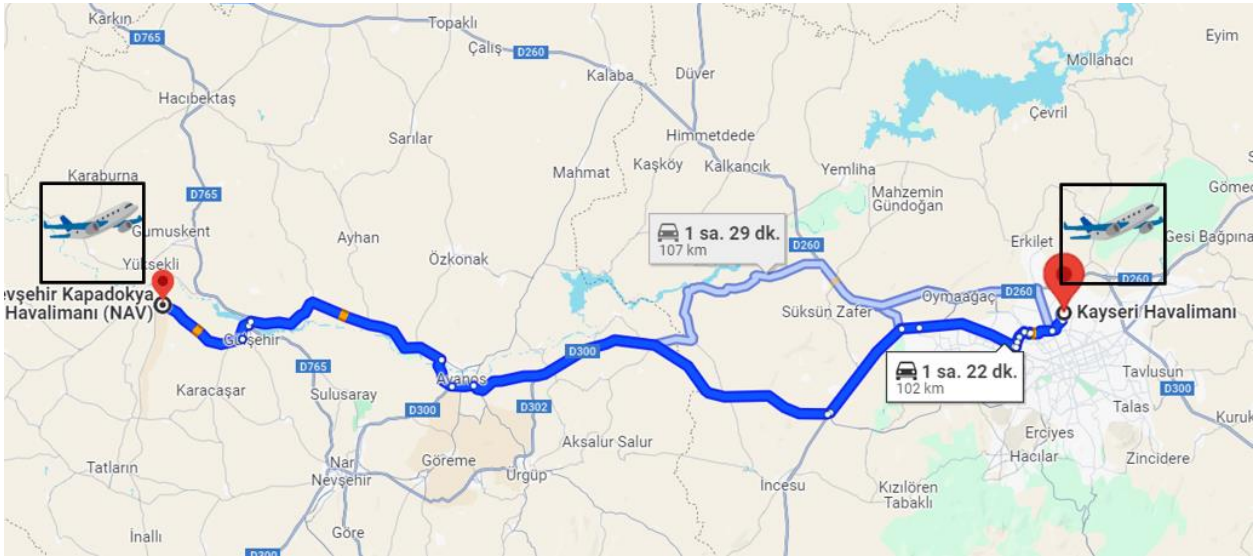 Karkın
D765
Topaklı
D260
Çalış
Eyim
Mollahacı
Kalaba
Düver
Hacıbektaş
Çevril
Himmetdede
Sarılar
Mahmat
Kaşköy
Kalkancık
Yemliha
Karaburna
D765
Mahzemin
Gündoğan
Gumuskent
Ayhan
1 sa. 29 dk.
107 km
D260
Erkilet
Gesi Bağpına
Yüksekli
Özkonak
D260
evşehir Kapadokya
Havalimanı (NAV)
Süksün Zafer
Oymaağaç
D260
Kayseri Havalimanı
Gülşehir
D300
1 sa. 22 dk.
102 km
Karacaşar
D765
Sulusaray
Avanos
D300
D302
Tavlusun
D300
Talas
Kuruk
Aksalur Salur
Erciyes
Hacılar
Zincidere
Tatların
Nar
Nevşehir
Göreme
Ürgüp
İncesu
Kızılören
Tabaklı
İnallı
Göre
D300